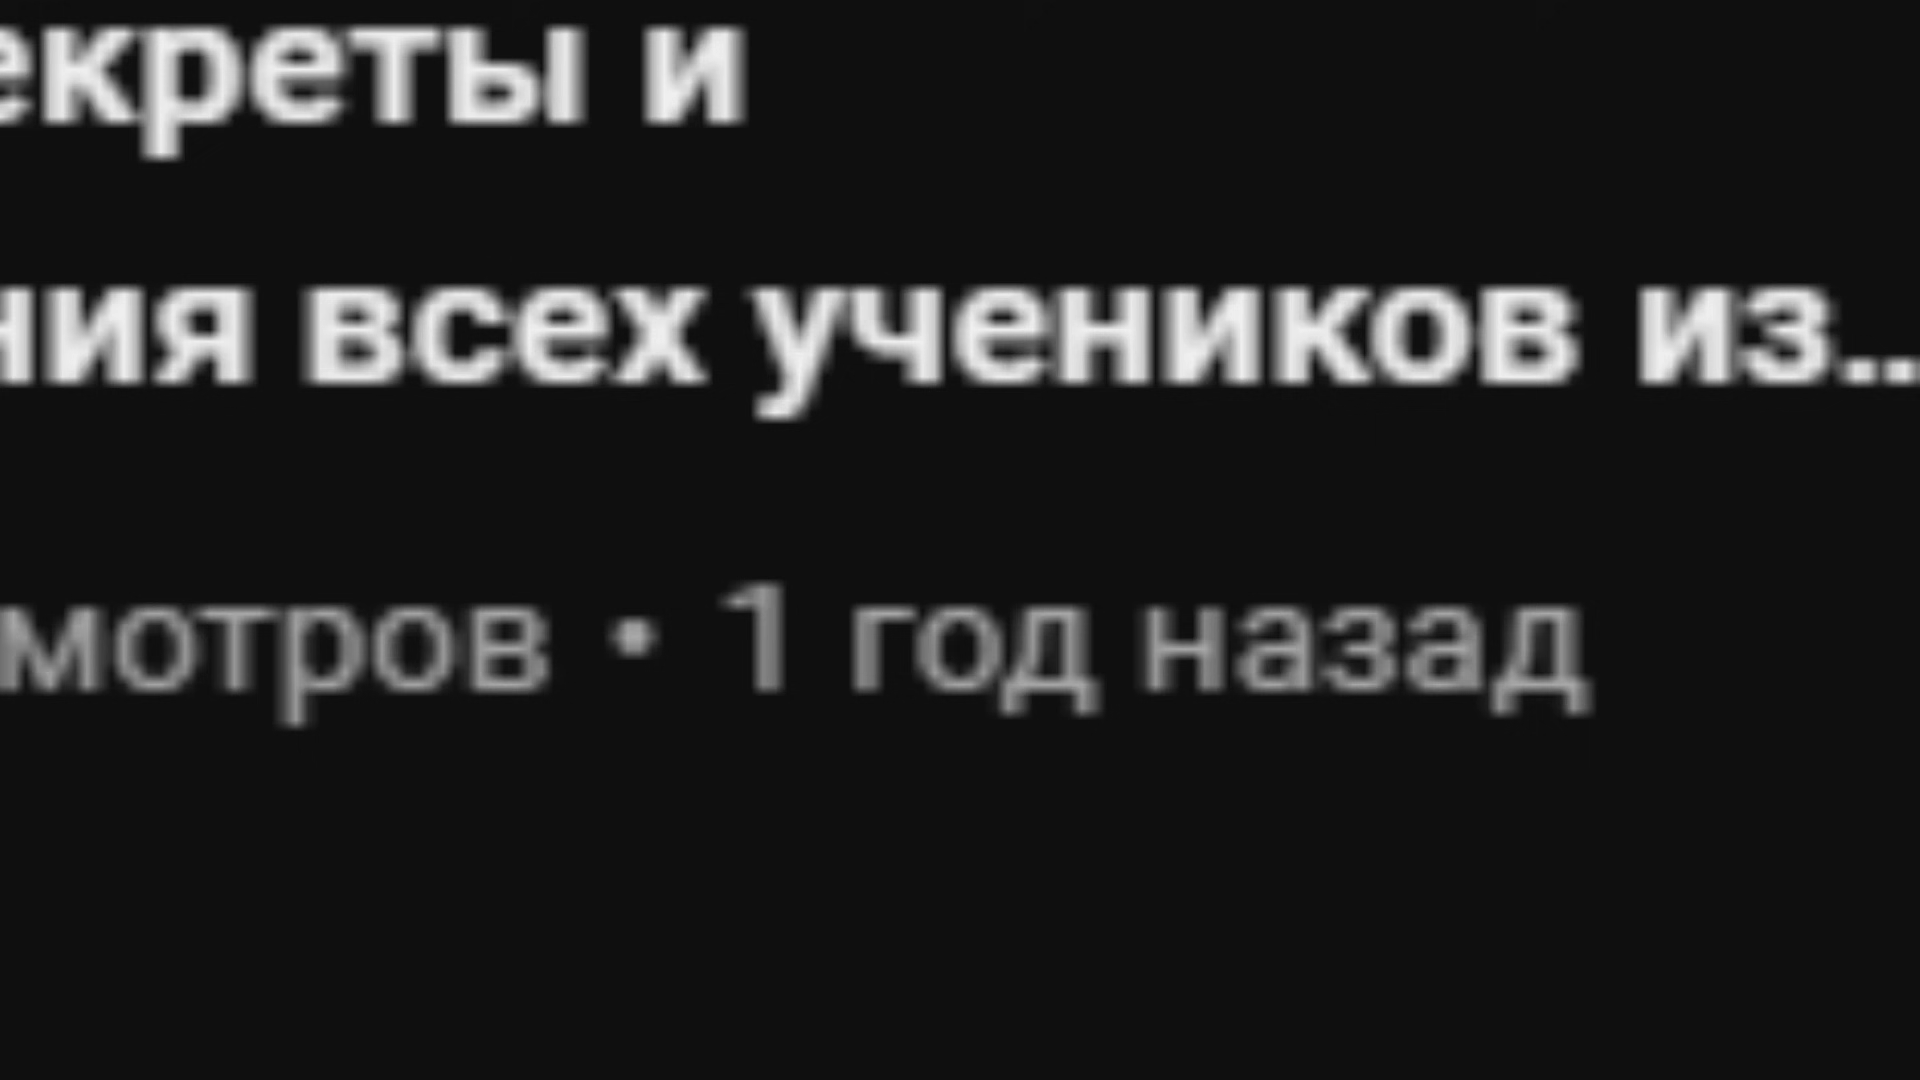 екреты и
ния всех учеников из...
мотров • 1 год назад